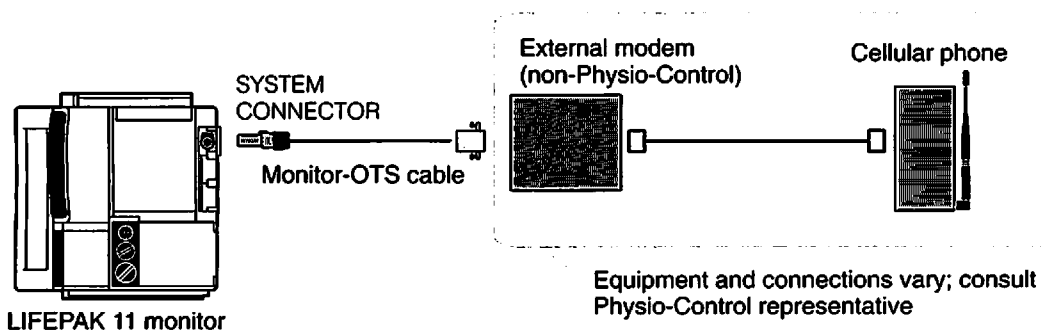 External modem
(non-Physio-Control)
Cellular phone
SYSTEM
CONNECTOR
Monitor-OTS cable
Equipment and connections vary; consult
Physio-Control representative
LIFEPAK 11 monitor